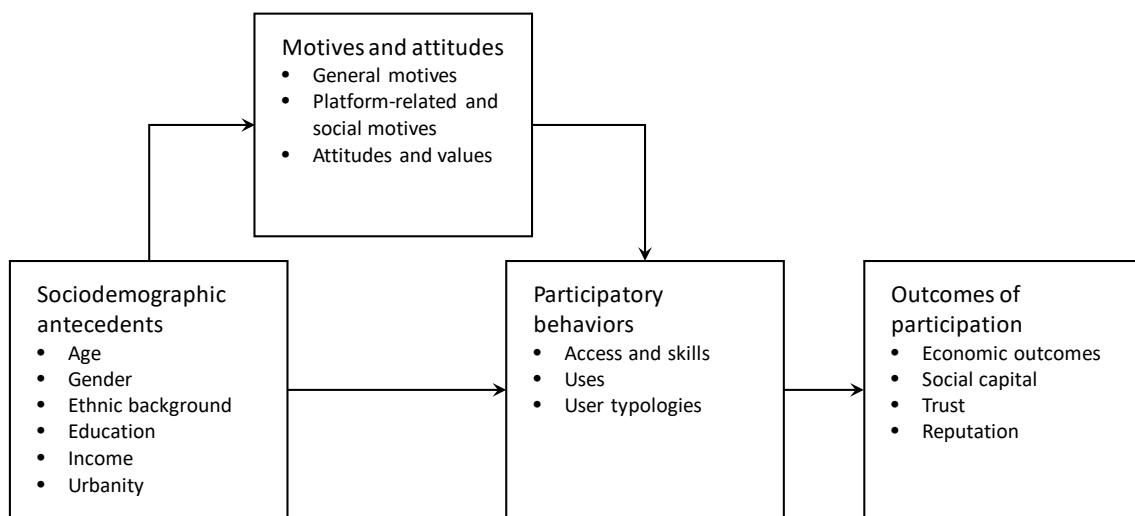 Motives and attitudes
• General motives
• Platform-related and
social motives
• Attitudes and values
Sociodemographic
antecedents
• Age
• Gender
• Ethnic background
• Education
• Income
• Urbanity
Participatory
behaviors
• Access and skills
• Uses
• User typologies
Outcomes of
participation
• Economic outcomes
• Social capital
• Trust
• Reputation